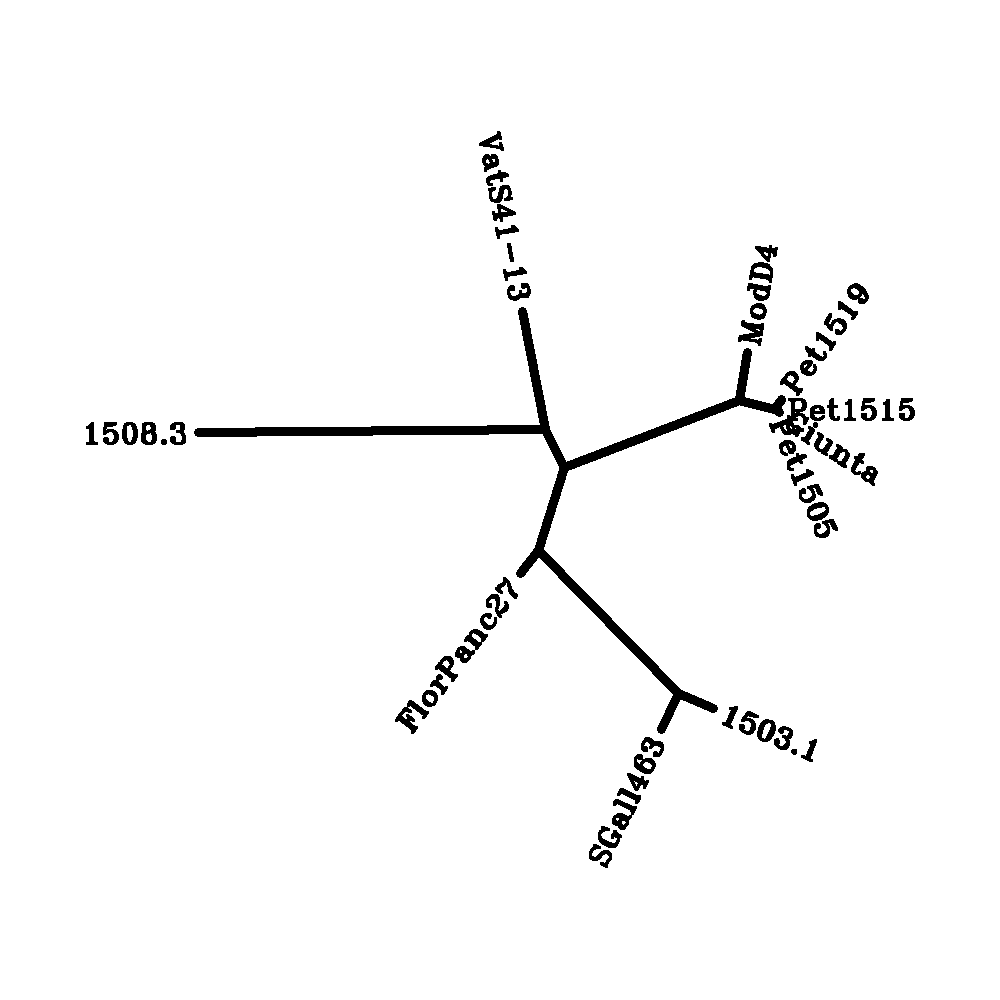 VatS41-13
ModD4
Pet1519
Pet1515
Giunta
Pet1505
1508.3
FlorPanc27
1503.1
SGall463